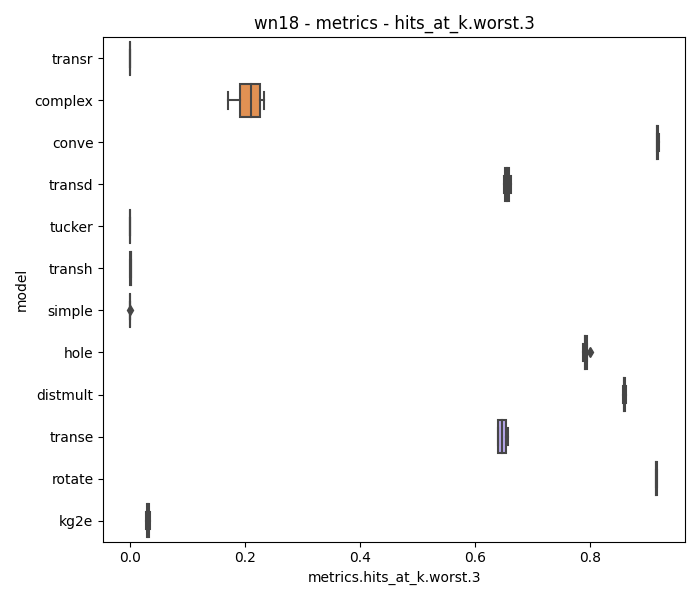 wn18 - metrics - hits_at_k.worst.3
transr
complex
conve
transd
tucker
transh
simple
hole
distmult
transe
rotate
kg2e
model
0.0 0.2 0.4 0.6 0.8
metrics.hits_at_k.worst.3